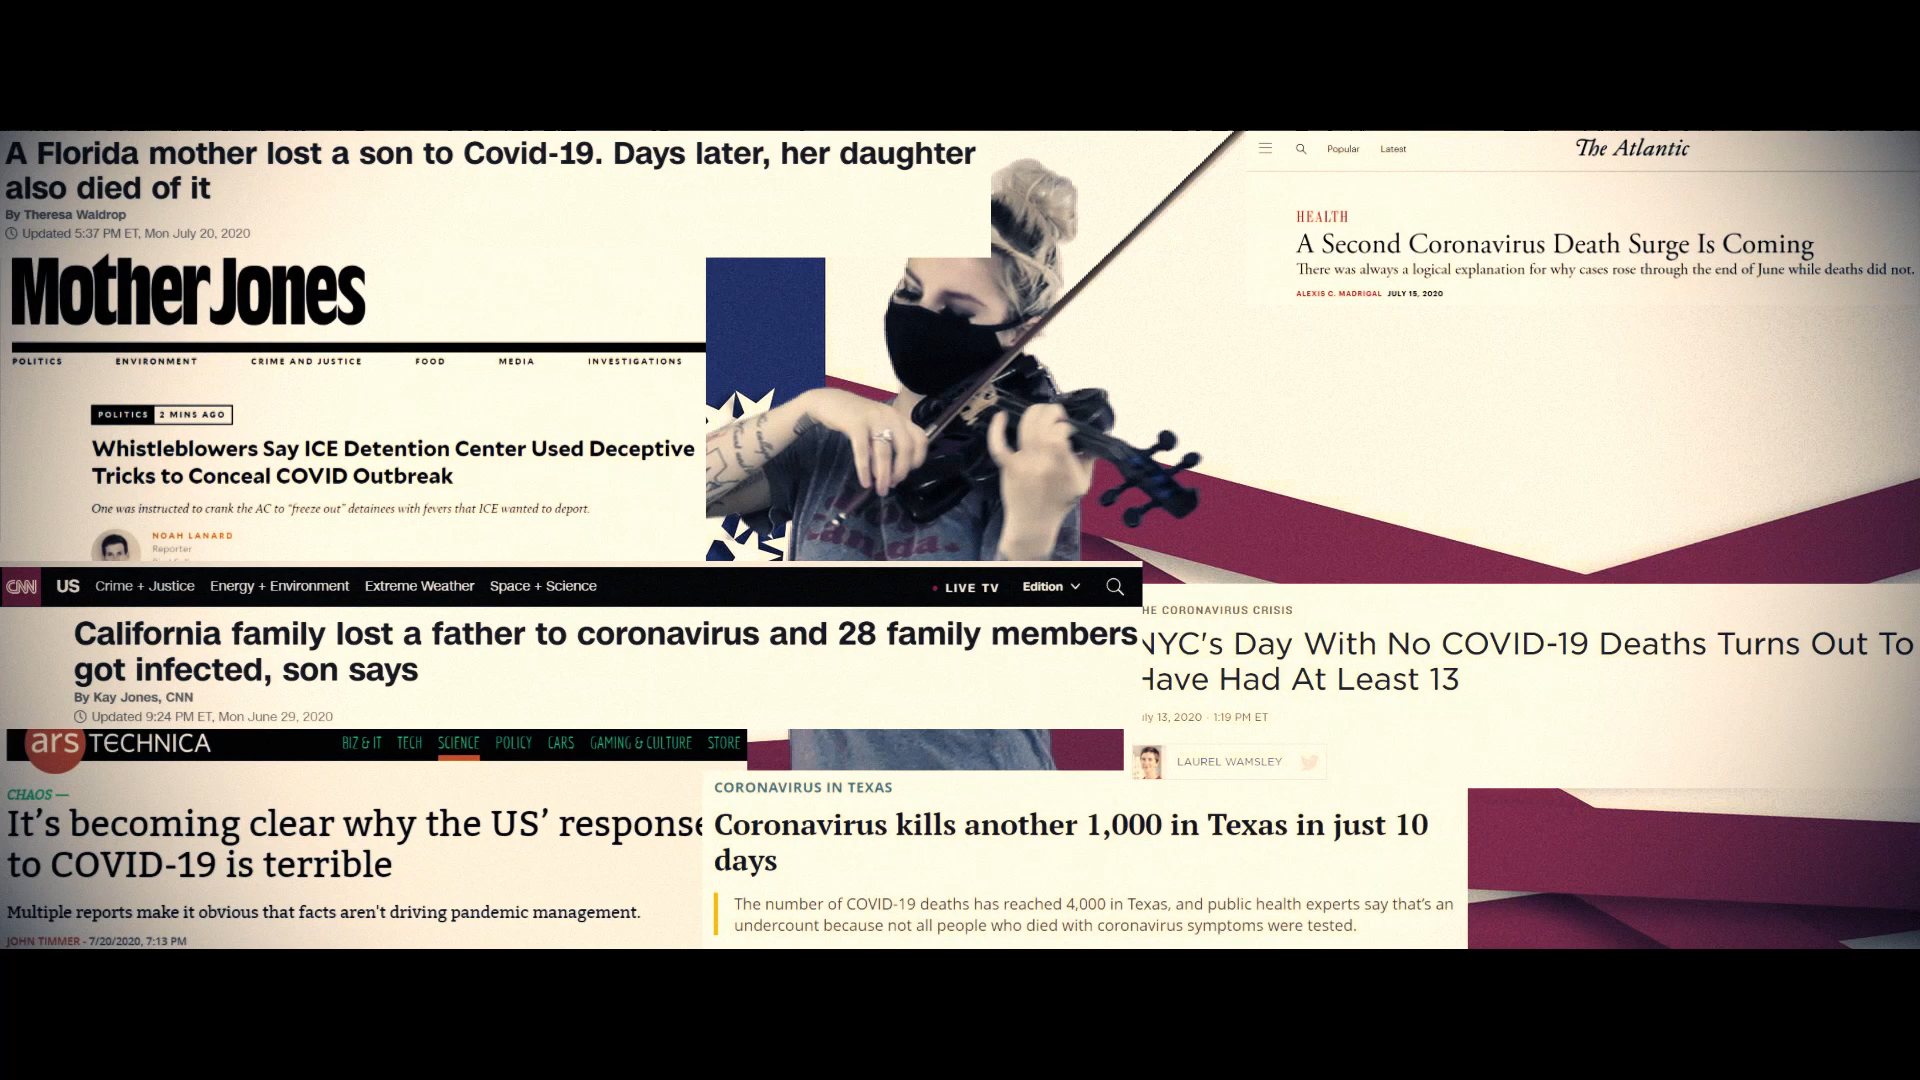 A Florida mother lost a son to Covid-19. Days later, her daughter
also died of it
By Theresa Waldrop
Updated 5:37 PM ET, Mon July 20, 2020
Mother Jones
POLITICS ENVIRONMENT CRIME AND JUSTICE FOOD MEDIA INVESTIGATIONS
POLITICS 2 MINS AGO
Whistleblowers Say ICE Detention Center Used Deceptive
Tricks to Conceal COVID Outbreak
One was instructed to crank the AC to "freeze out" detainees with fevers that ICE wanted to deport.
NOAH LANARD
Reporter
Popular Latest
The Atlantic
HEALTH
A Second Coronavirus Death Surge Is Coming
There was always a logical explanation for why cases rose through the end of June while deaths did not.
ALEXIS C. MADRIGAL JULY 15, 2020
CNN US Crime + Justice Energy + Environment Extreme Weather Space + Science LIVE TV Edition
California family lost a father to coronavirus and 28 family members
got infected, son says
By Kay Jones, CNN
Updated 9:24 PM ET, Mon June 29, 2020
HE CORONAVIRUS CRISIS
NYC's Day With No COVID-19 Deaths Turns Out To
Have Had At Least 13
uly 13, 2020 · 1:19 PM ET
LAUREL WAMSLEY
ars TECHNICA BIZ & IT TECH SCIENCE POLICY CARS GAMING & CULTURE STORE
CHAOS —
It's becoming clear why the US' response
to COVID-19 is terrible
Multiple reports make it obvious that facts aren't driving pandemic management.
JOHN TIMMER - 7/20/2020, 7:13 PM
CORONAVIRUS IN TEXAS
Coronavirus kills another 1,000 in Texas in just 10
days
The number of COVID-19 deaths has reached 4,000 in Texas, and public health experts say that's an
undercount because not all people who died with coronavirus symptoms were tested.